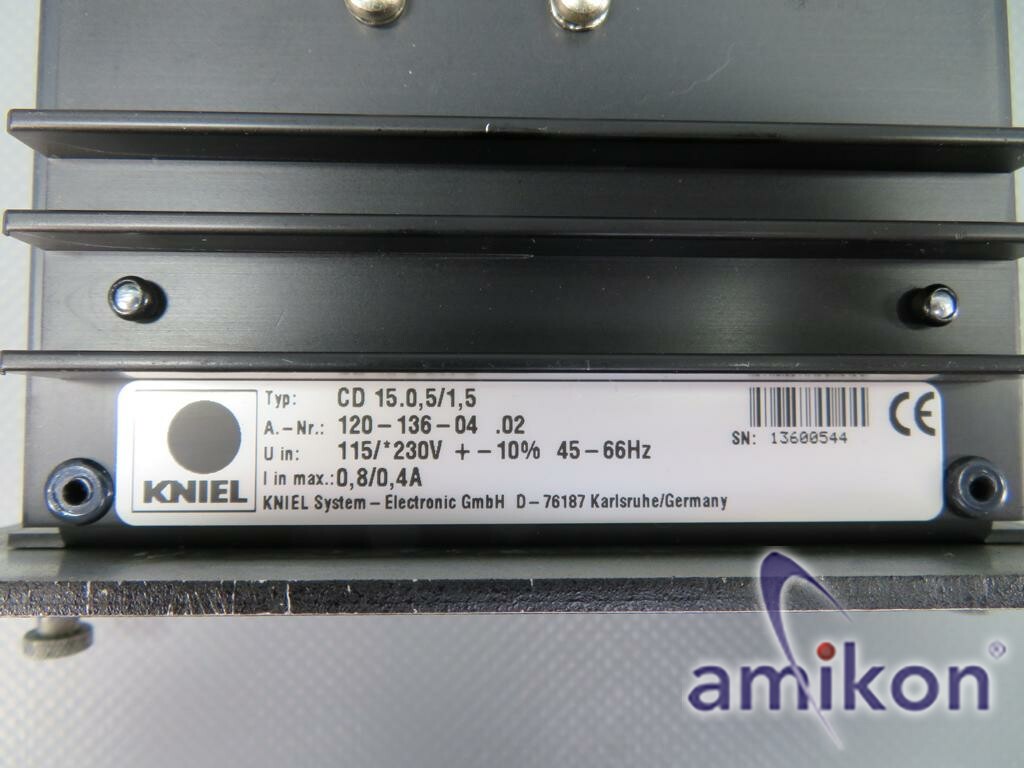 Typ: CD 15.0,5/1,5
A.-Nr.: 120-136-04 .02
U in: 115/*230V +-10% 45-66Hz
I in max.: 0,8/0,4A
KNIEL System-Electronic GmbH D-76187 Karlsruhe/Germany
KNIEL
SN: 13600544
CE
amikon®